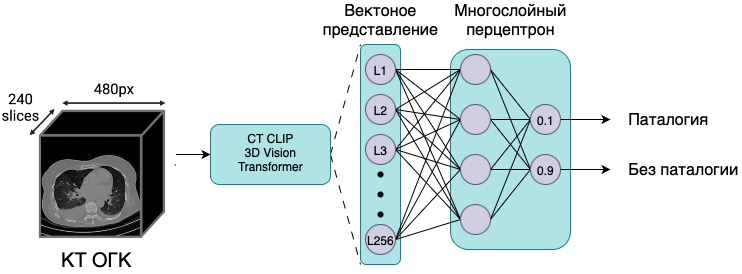 Вектоное
представление
Многослойный
перцептрон
240
slices
480px
CT CLIP
3D Vision
Transformer
L1
L2
L3
L256
0.1
0.9
Паталогия
Без паталогии
КТ ОГК